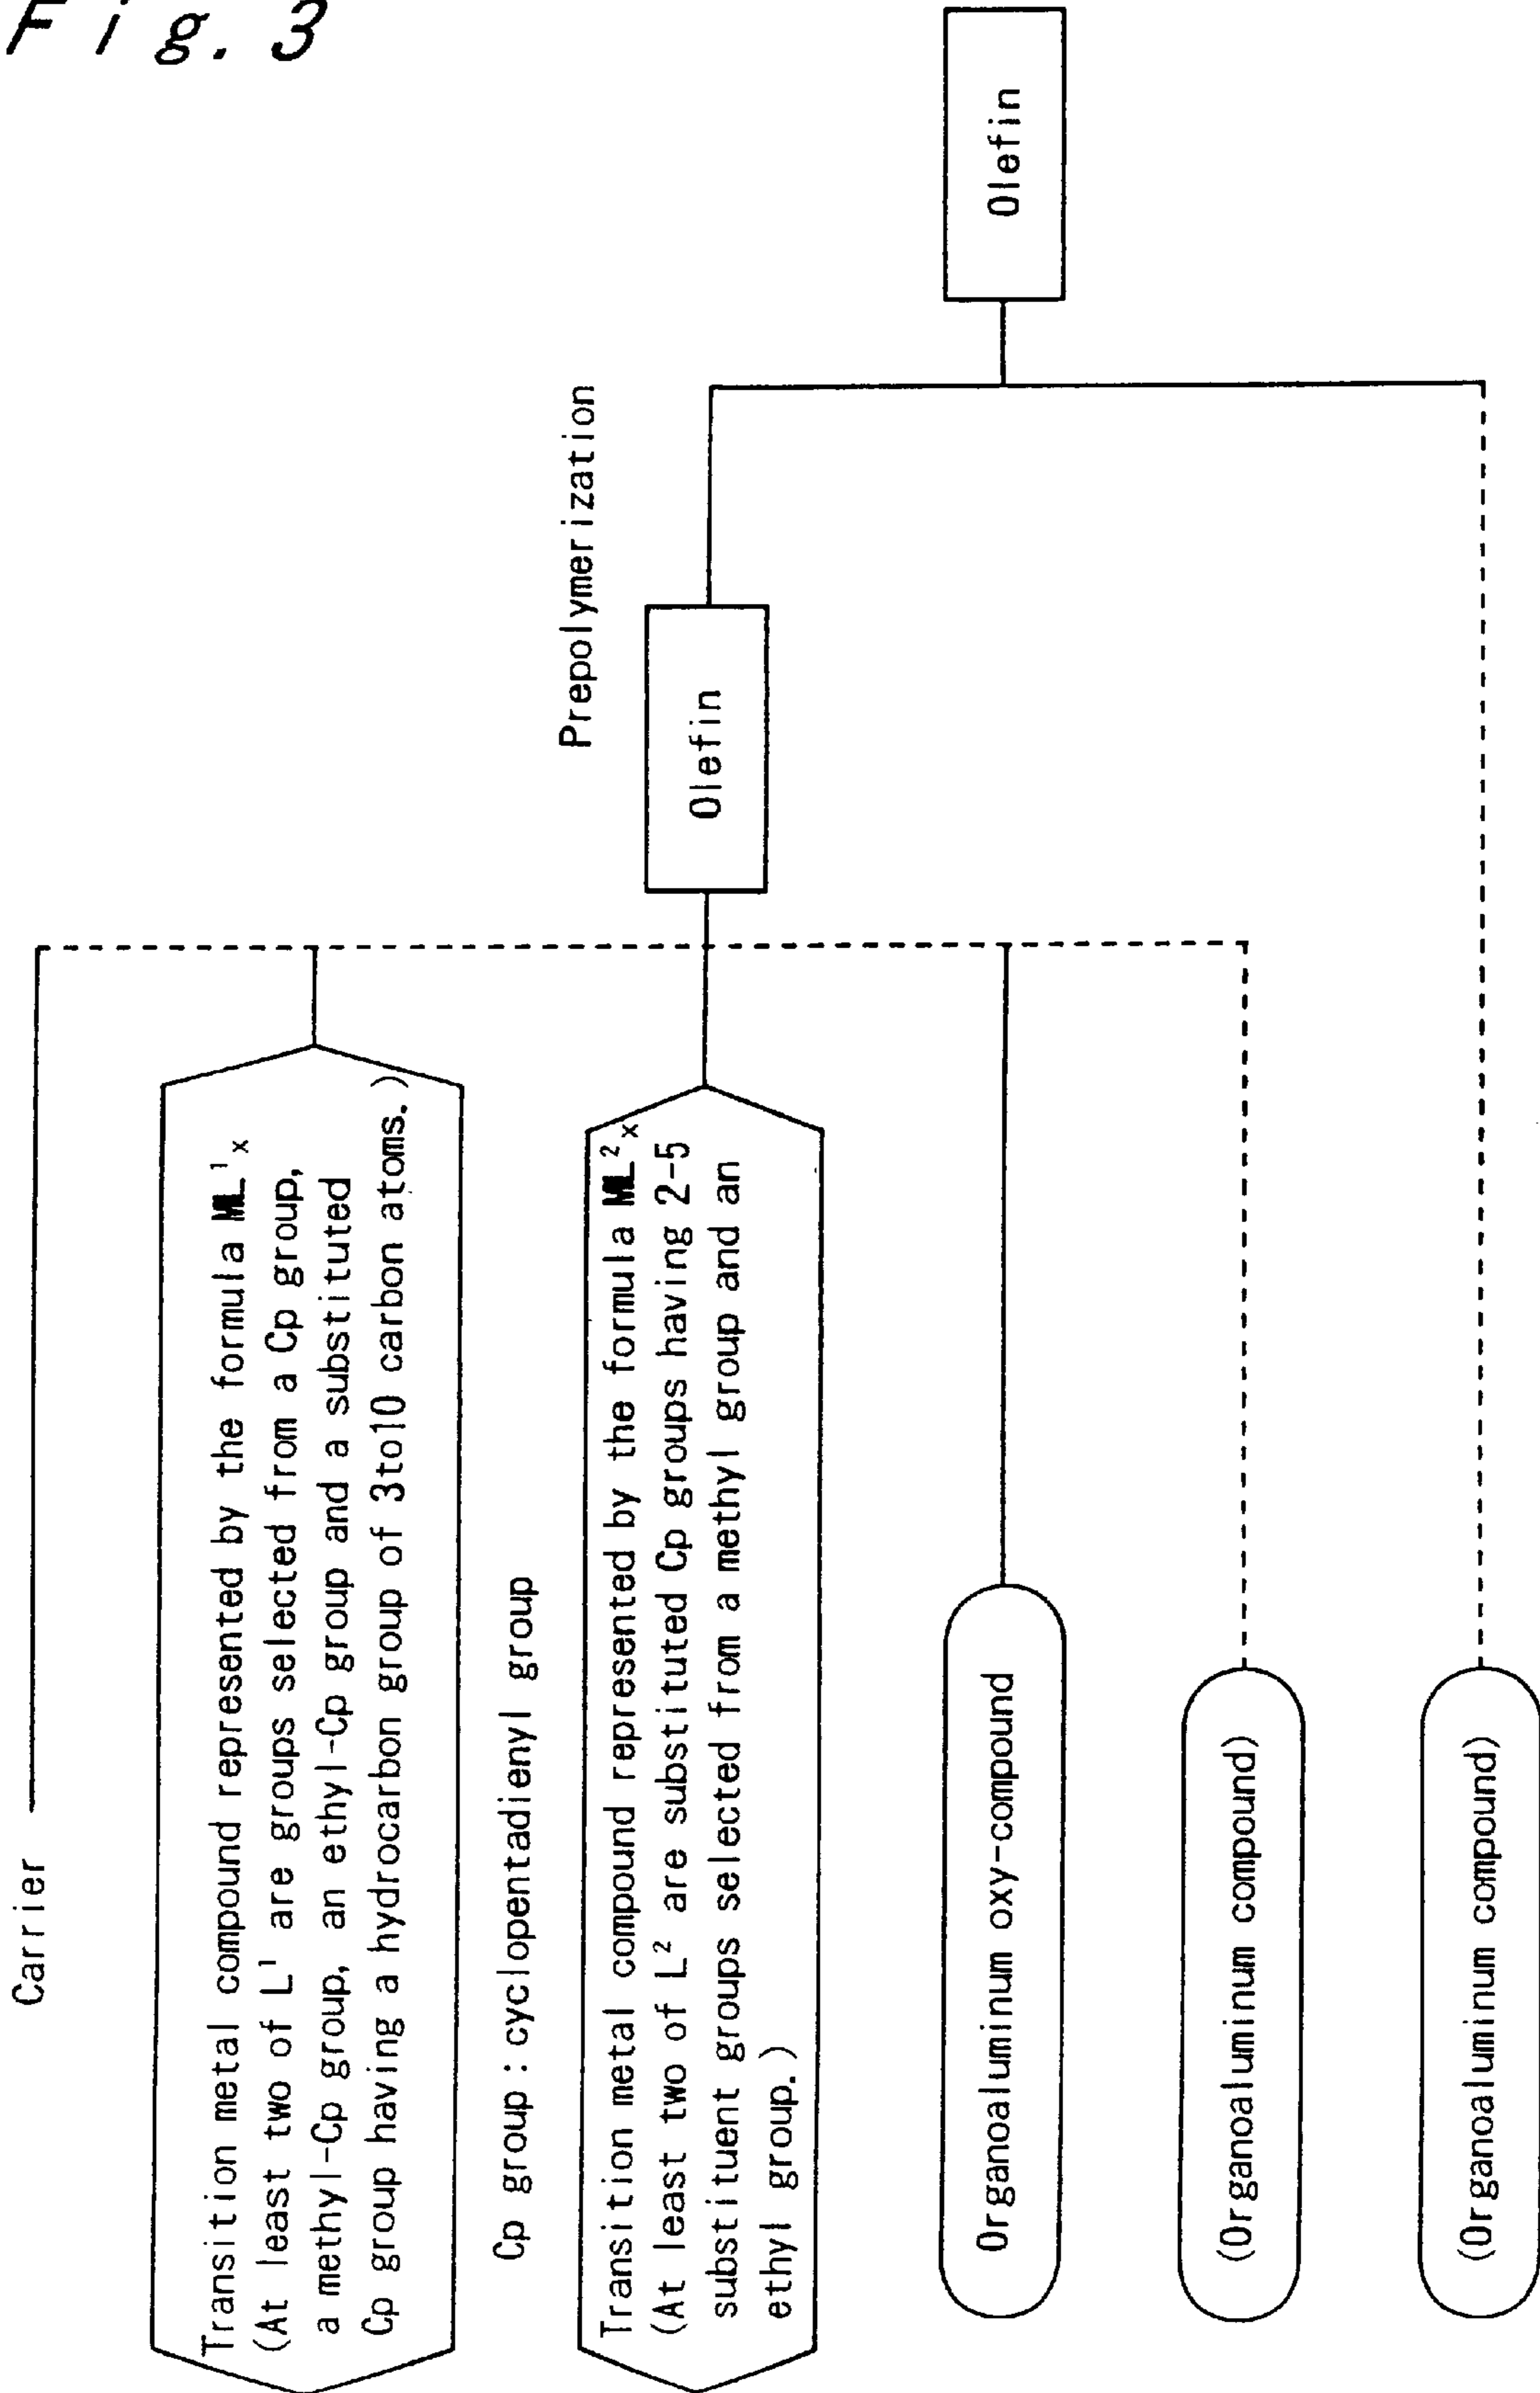 Fig. 3
Carrier
Transition metal compound represented by the formula ML¹ₓ
(At least two of L¹ are groups selected from a Cp group,
a methyl-Cp group, an ethyl-Cp group and a substituted
Cp group having a hydrocarbon group of 3to10 carbon atoms.)
Cp group : cyclopentadienyl group
Transition metal compound represented by the formula ML²ₓ
(At least two of L² are substituted Cp groups having 2-5
substituent groups selected from a methyl group and an
ethyl group.)
Organoaluminum oxy-compound
(Organoaluminum compound)
(Organoaluminum compound)
Prepolymerization
Olefin
Olefin